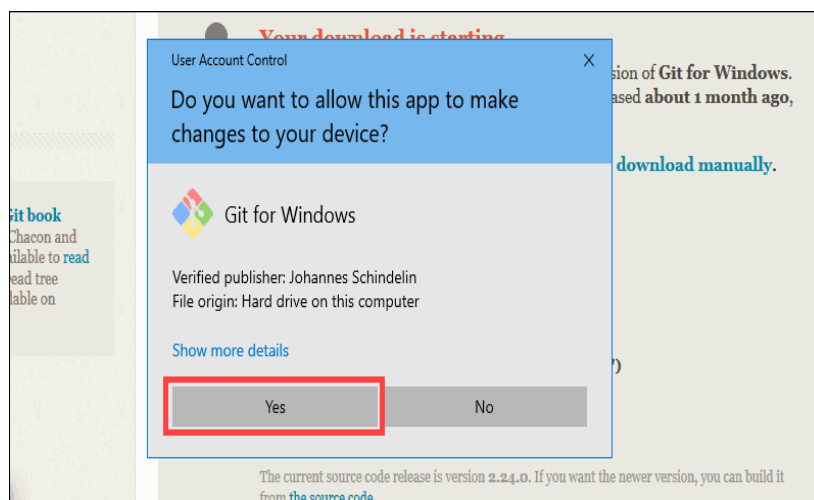 Your download is starting
User Account Control
Do you want to allow this app to make
changes to your device?
sion of Git for Windows.
ased about 1 month ago,
download manually.
Git book
Chacon and
ailable to read
ead tree
lable on
Git for Windows
Verified publisher: Johannes Schindelin
File origin: Hard drive on this computer
Show more details
Yes
No
')
The current source code release is version 2.24.0. If you want the newer version, you can build it
from the source code.